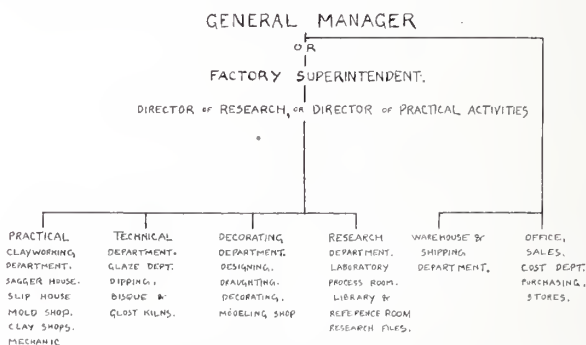 GENERAL MANAGER
OR
FACTORY SUPERINTENDENT.
DIRECTOR OF RESEARCH, OR DIRECTOR OF PRACTICAL ACTIVITIES
PRACTICAL
CLAYWORKING
DEPARTMENT.
SAGGER HOUSE.
SLIP HOUSE
MOLD SHOP.
CLAY SHOPS.
MECHANIC
TECHNICAL
DEPARTMENT.
GLAZE DEPT.
DIPPING,
BISQUE &
GLOST KILNS.
DECORATING
DEPARTMENT.
DESIGNING.
DRAUGHTING.
DECORATING.
MODELING SHOP
RESEARCH
DEPARTMENT.
LABORATORY
PROCESS ROOM.
LIBRARY &
REFERENCE ROOM
RESEARCH FILES.
WAREHOUSE &
SHIPPING
DEPARTMENT.
OFFICE,
SALES.
COST DEPT.
PURCHASING.
STORES.